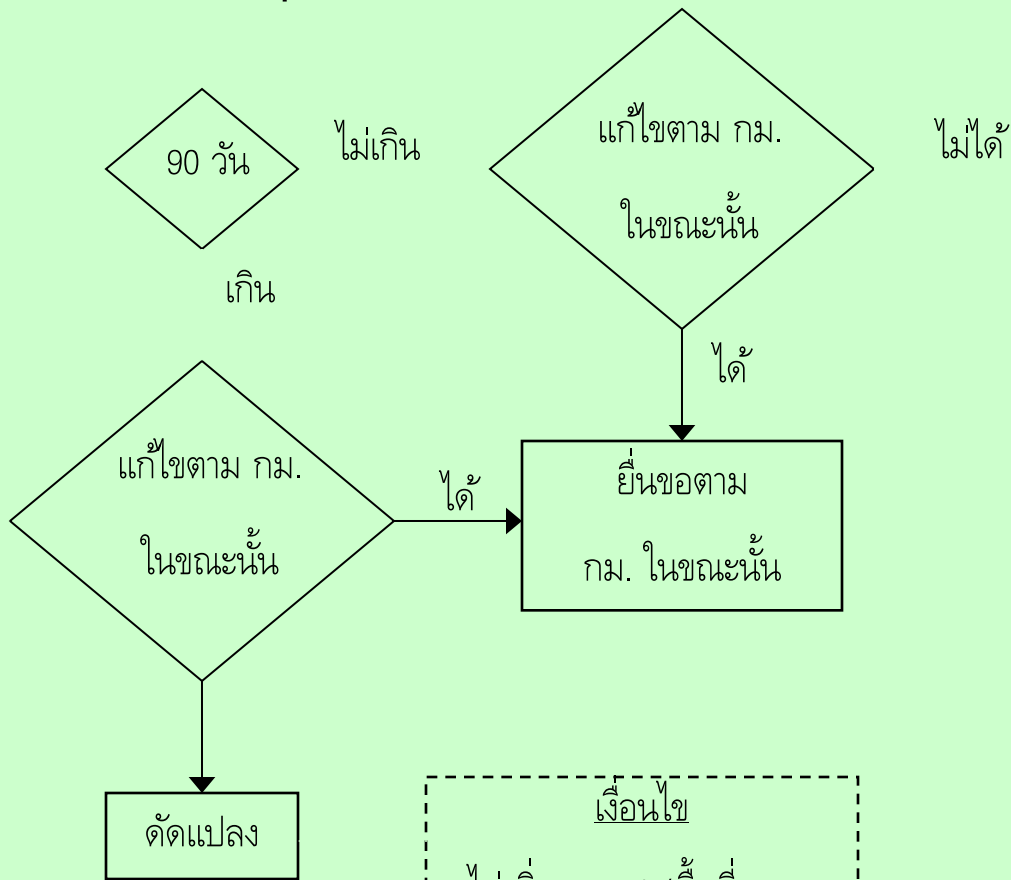 90 วัน
ไม่เกิน
แก้ไขตาม กม.
ในขณะนั้น
ไม่ได้
เกิน
ได้
แก้ไขตาม กม.
ในขณะนั้น
ได้
ยื่นขอตาม
กม. ในขณะนั้น
ดัดแปลง
เงื่อนไข